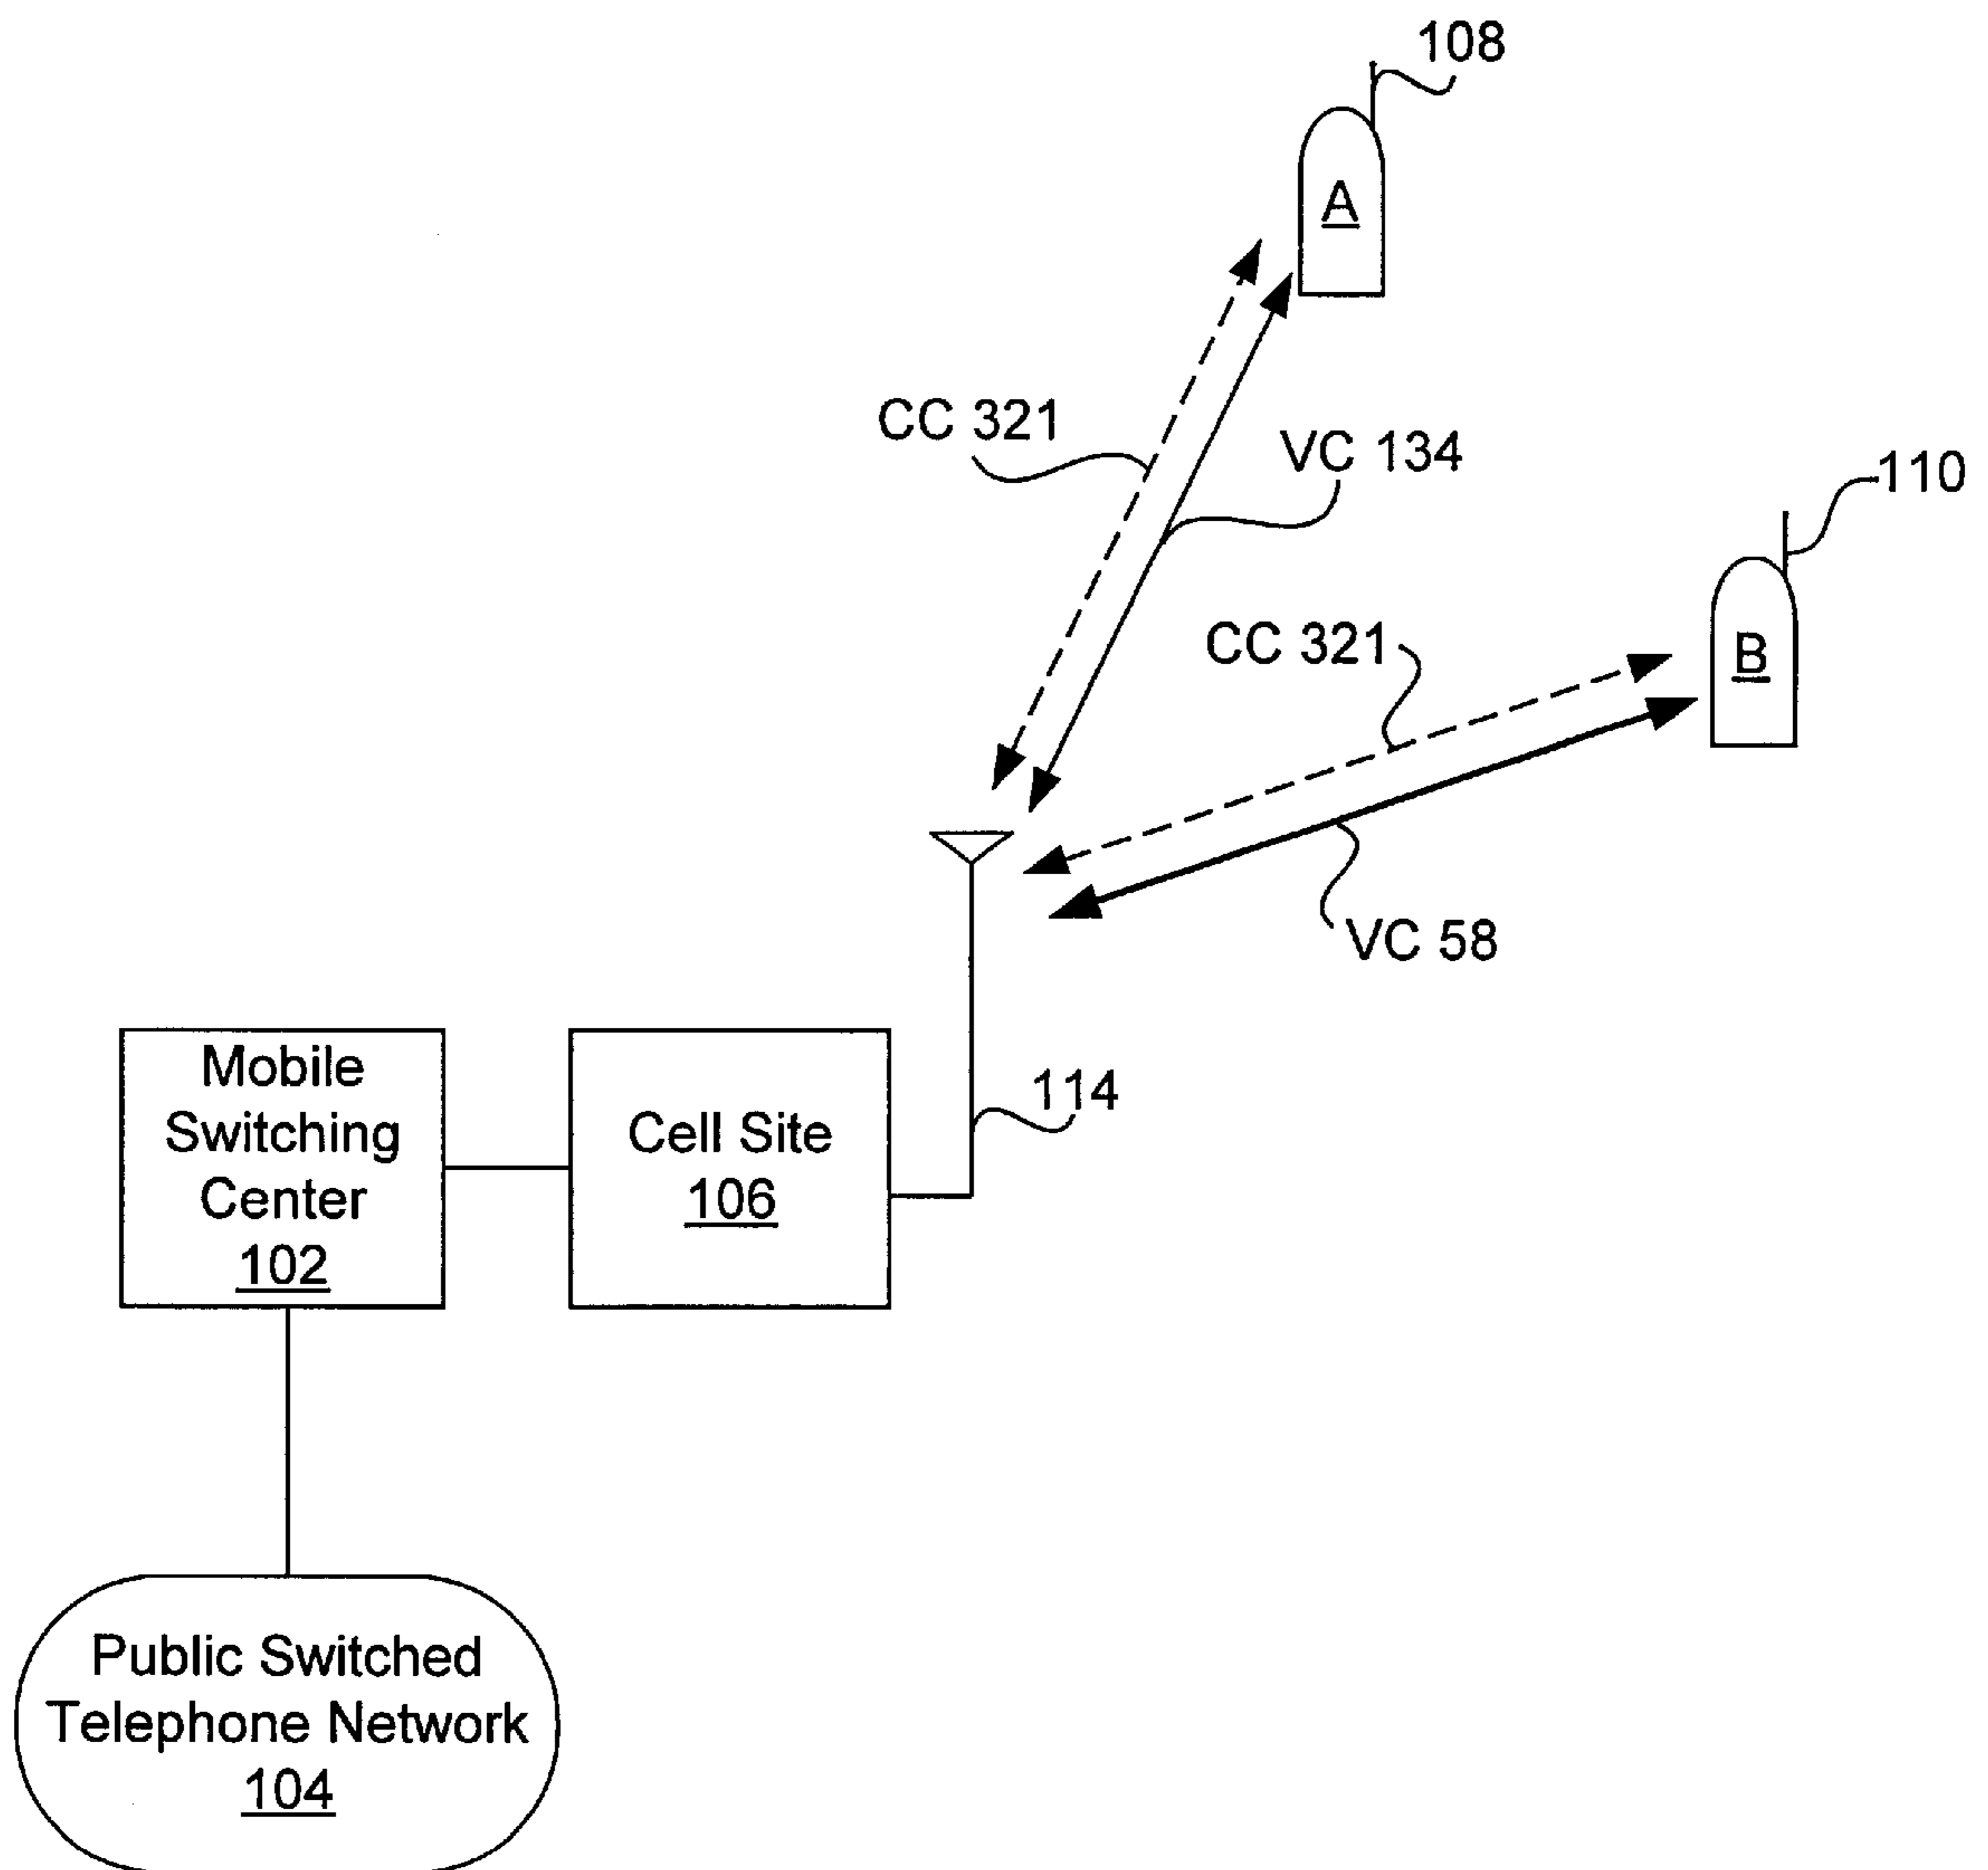 108
A
CC 321
VC 134
110
CC 321
B
VC 58
Mobile
Switching
Center
102
Cell Site
106
114
Public Switched
Telephone Network
104